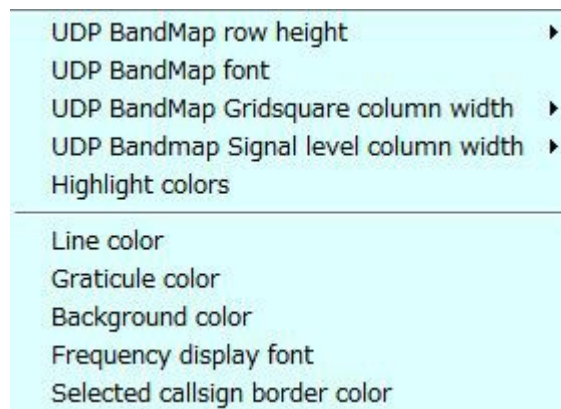 UDP BandMap row height
UDP BandMap font
UDP BandMap Gridsquare column width
UDP Bandmap Signal level column width
Highlight colors
Line color
Graticule color
Background color
Frequency display font
Selected callsign border color